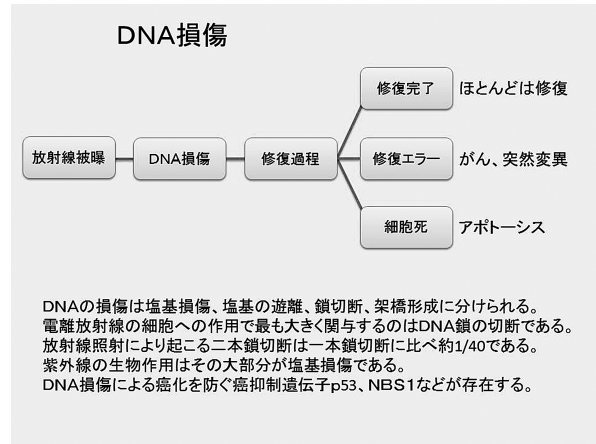 DNA損傷
修復完了 ほとんどは修復
放射線被曝 DNA損傷 修復過程 修復エラー がん、突然変異
細胞死 アポトーシス
DNAの損傷は塩基損傷、塩基の遊離、鎖切断、架橋形成に分けられる。
電離放射線の細胞への作用で最も大きく関与するのはDNA鎖の切断である。
放射線照射により起こる二本鎖切断は一本鎖切断に比べ約1/40である。
紫外線の生物作用はその大部分が塩基損傷である。
DNA損傷による癌化を防ぐ癌抑制遺伝子p53、NBS1などが存在する。